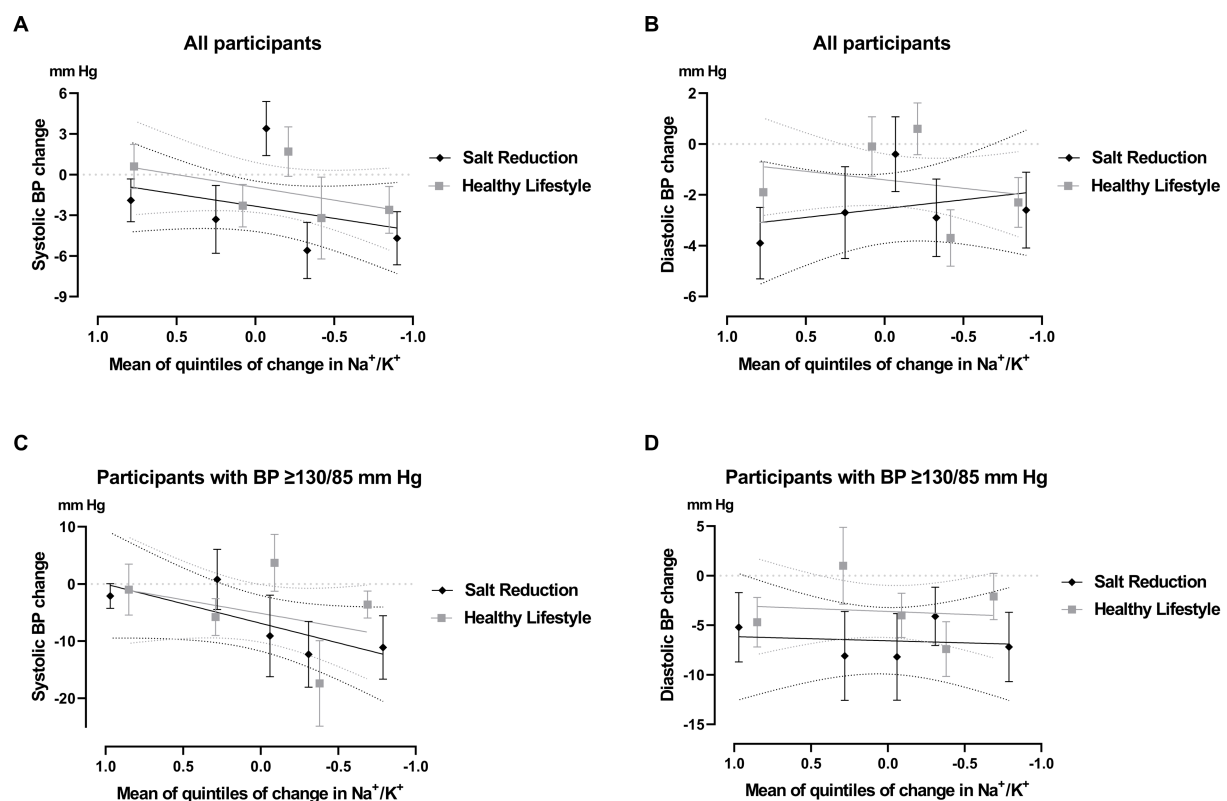 A
All participants
mm Hg
Systolic BP change
6
3
0
-3
-6
-9
1.0 0.5 0.0 -0.5 -1.0
Mean of quintiles of change in Na⁺/K⁺
Salt Reduction
Healthy Lifestyle
B
All participants
mm Hg
Diastolic BP change
2
0
-2
-4
-6
1.0 0.5 0.0 -0.5 -1.0
Mean of quintiles of change in Na⁺/K⁺
Salt Reduction
Healthy Lifestyle
C
Participants with BP ≥130/85 mm Hg
mm Hg
Systolic BP change
10
0
-10
-20
1.0 0.5 0.0 -0.5 -1.0
Mean of quintiles of change in Na⁺/K⁺
Salt Reduction
Healthy Lifestyle
D
Participants with BP ≥130/85 mm Hg
mm Hg
Diastolic BP change
5
0
-5
-10
-15
1.0 0.5 0.0 -0.5 -1.0
Mean of quintiles of change in Na⁺/K⁺
Salt Reduction
Healthy Lifestyle